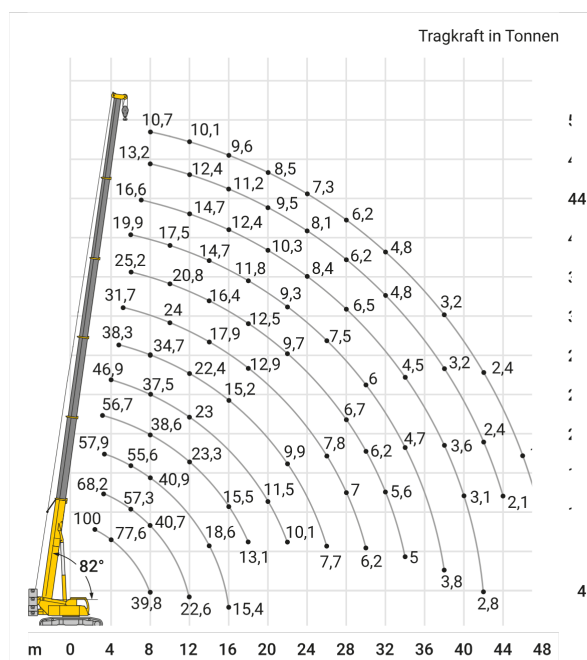 Tragkraft in Tonnen
10,7 10,1 9,6 8,5 7,3 6,2 4,8 3,2 2,4
13,2 12,4 11,2 9,5 8,1 6,2 4,8 3,2 2,4 2,1
16,6 14,7 12,4 10,3 8,4 6,5 4,5 3,6 3,1
44
19,9 17,5 14,7 11,8 9,3 7,5 6 4,7
25,2 20,8 16,4 12,5 9,7 6,7 6,2 5,6 5
31,7 24 17,9 12,9 7,8 7 6,2
38,3 34,7 22,4 15,2 9,9 7,7
46,9 37,5 23 11,5 10,1
56,7 38,6 23,3 15,5 13,1
57,9 55,6 40,9 18,6 15,4
68,2 57,3 40,7 22,6
100 77,6 39,8
3,8 2,8
82°
4
m 0 4 8 12 16 20 24 28 32 36 40 44 48